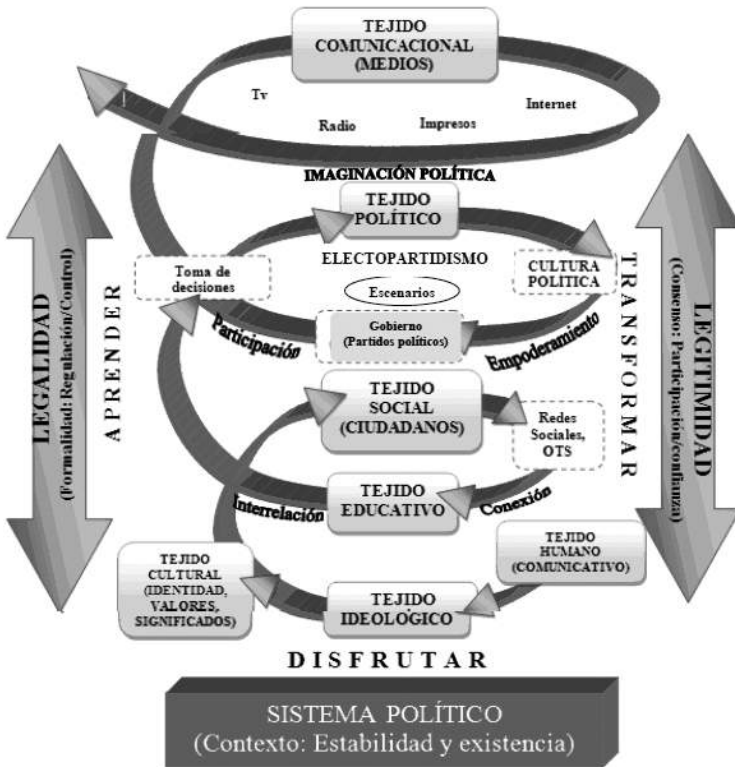 TEJIDO
COMUNICACIONAL
(MEDIOS)
Tv
Radio
Impresos
Internet
IMAGINACIÓN POLÍTICA
TEJIDO
POLÍTICO
ELECTOPARTIDISMO
Escenarios
Toma de
decisiones
CULTURA
POLÍTICA
Gobierno
(Partidos políticos)
Participación
Empoderamiento
LEGALIDAD
(Formalidad: Regulación/Control)
APRENDER
TRANSFORMAR
LEGITIMIDAD
(Consenso: Participación/confianza)
TEJIDO
SOCIAL
(CIUDADANOS)
Redes
Sociales,
OTS
TEJIDO
EDUCATIVO
Interrelación
Conexión
TEJIDO
CULTURAL
(IDENTIDAD,
VALORES,
SIGNIFICADOS)
TEJIDO
HUMANO
(COMUNICATIVO)
TEJIDO
IDEOLÓGICO
DISFRUTAR
SISTEMA POLÍTICO
(Contexto: Estabilidad y existencia)